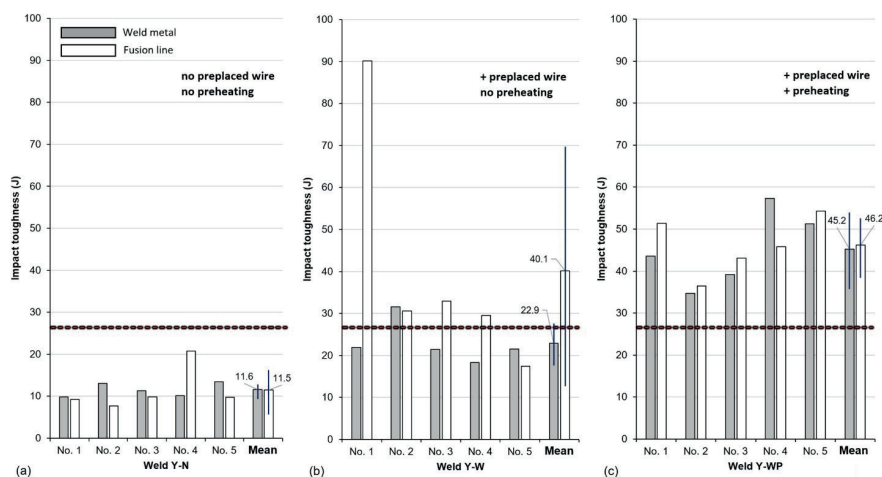 Impact toughness (J)
100
90
80
70
60
50
40
30
20
10
0
Weld metal
Fusion line
no preplaced wire
no preheating
11.6
11.5
No. 1 No. 2 No. 3 No. 4 No. 5 Mean
(a) Weld Y-N
Impact toughness (J)
100
90
80
70
60
50
40
30
20
10
0
+ preplaced wire
no preheating
40.1
22.9
No. 1 No. 2 No. 3 No. 4 No. 5 Mean
(b) Weld Y-W
Impact toughness (J)
100
90
80
70
60
50
40
30
20
10
0
+ preplaced wire
+ preheating
45.2
46.2
No. 1 No. 2 No. 3 No. 4 No. 5 Mean
(c) Weld Y-WP